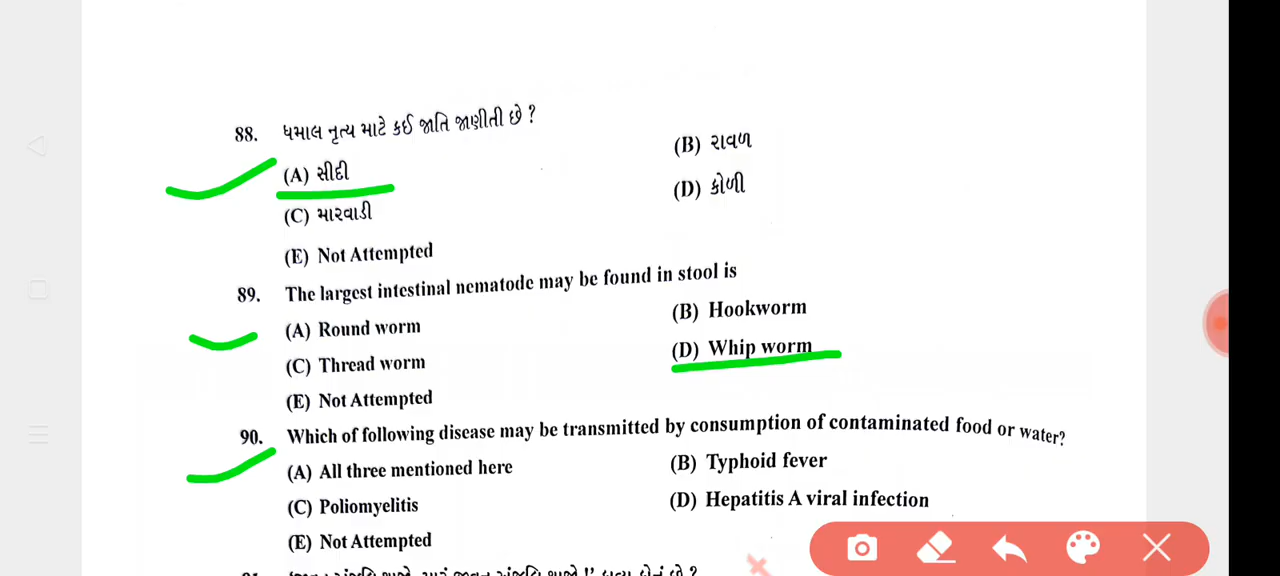 88. ધમાલ નૃત્ય માટે કઈ જાતિ જાણીતી છે ?
(A) સીદી
(B) રાવળ
(C) મારવાડી
(D) કોળી
(E) Not Attempted
89. The largest intestinal nematode may be found in stool is
(A) Round worm
(B) Hookworm
(C) Thread worm
(D) Whip worm
(E) Not Attempted
90. Which of following disease may be transmitted by consumption of contaminated food or water?
(A) All three mentioned here
(B) Typhoid fever
(C) Poliomyelitis
(D) Hepatitis A viral infection
(E) Not Attempted